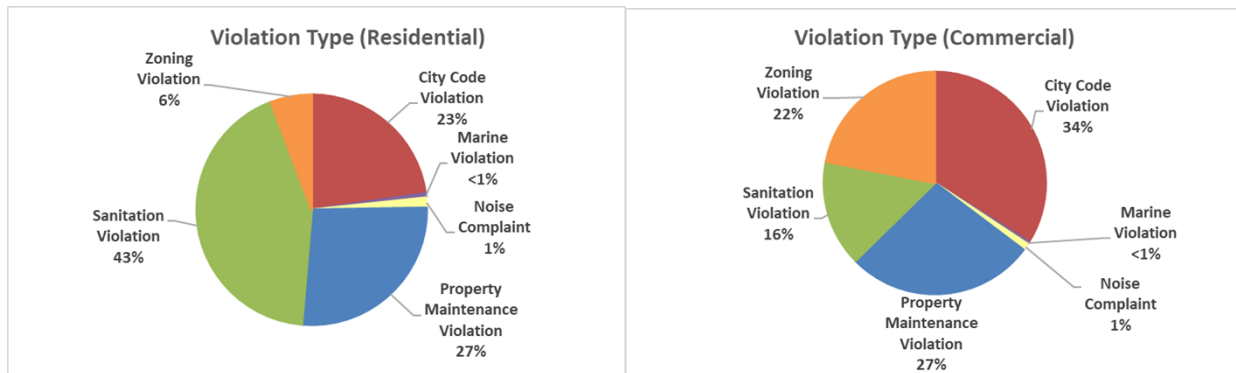 Violation Type (Residential)
Zoning
Violation
6%
City Code
Violation
23%
Marine
Violation
<1%
Noise
Complaint
1%
Sanitation
Violation
43%
Property
Maintenance
Violation
27%
Violation Type (Commercial)
Zoning
Violation
22%
City Code
Violation
34%
Sanitation
Violation
16%
Marine
Violation
<1%
Noise
Complaint
1%
Property
Maintenance
Violation
27%